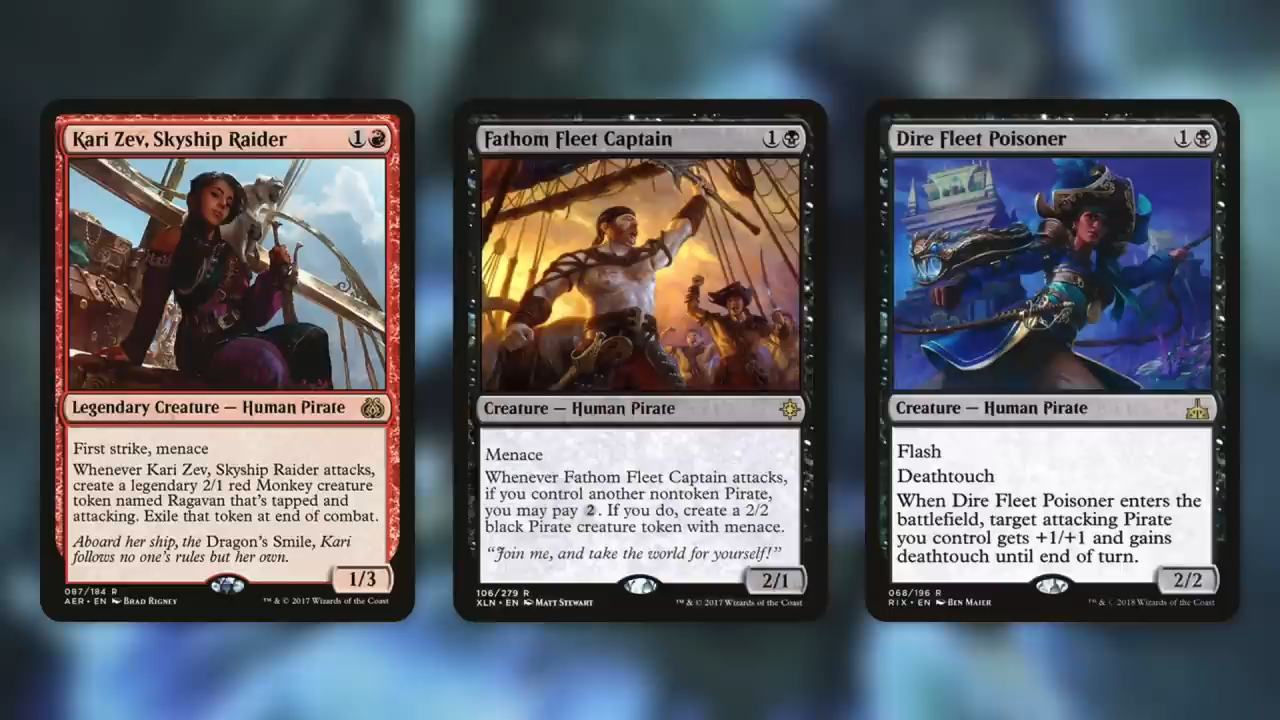 Kari Zev, Skyship Raider 1
Legendary Creature — Human Pirate
First strike, menace
Whenever Kari Zev, Skyship Raider attacks,
create a legendary 2/1 red Monkey creature
token named Ragavan that's tapped and
attacking. Exile that token at end of combat.
Aboard her ship, the Dragon's Smile, Kari
follows no one's rules but her own.
1/3
087/184 R
AER • EN Brad Rigney
™ & © 2017 Wizards of the Coast
Fathom Fleet Captain 1
Creature — Human Pirate
Menace
Whenever Fathom Fleet Captain attacks,
if you control another nontoken Pirate,
you may pay 2. If you do, create a 2/2
black Pirate creature token with menace.
"Join me, and take the world for yourself!"
2/1
106/279 R
XLN • EN Matt Stewart
™ & © 2017 Wizards of the Coast
Dire Fleet Poisoner 1
Creature — Human Pirate
Flash
Deathtouch
When Dire Fleet Poisoner enters the
battlefield, target attacking Pirate
you control gets +1/+1 and gains
deathtouch until end of turn.
2/2
068/196 R
RIX • EN Ben Maier
™ & © 2018 Wizards of the Coast